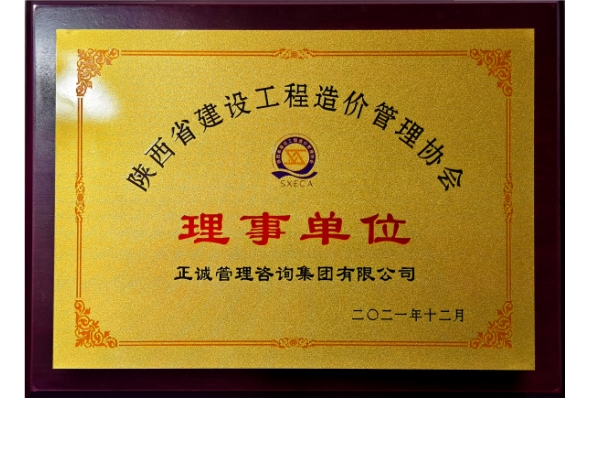 陕西省建设工程造价管理协会
SXECA
理事单位
正诚管理咨询集团有限公司
二〇二一年十二月